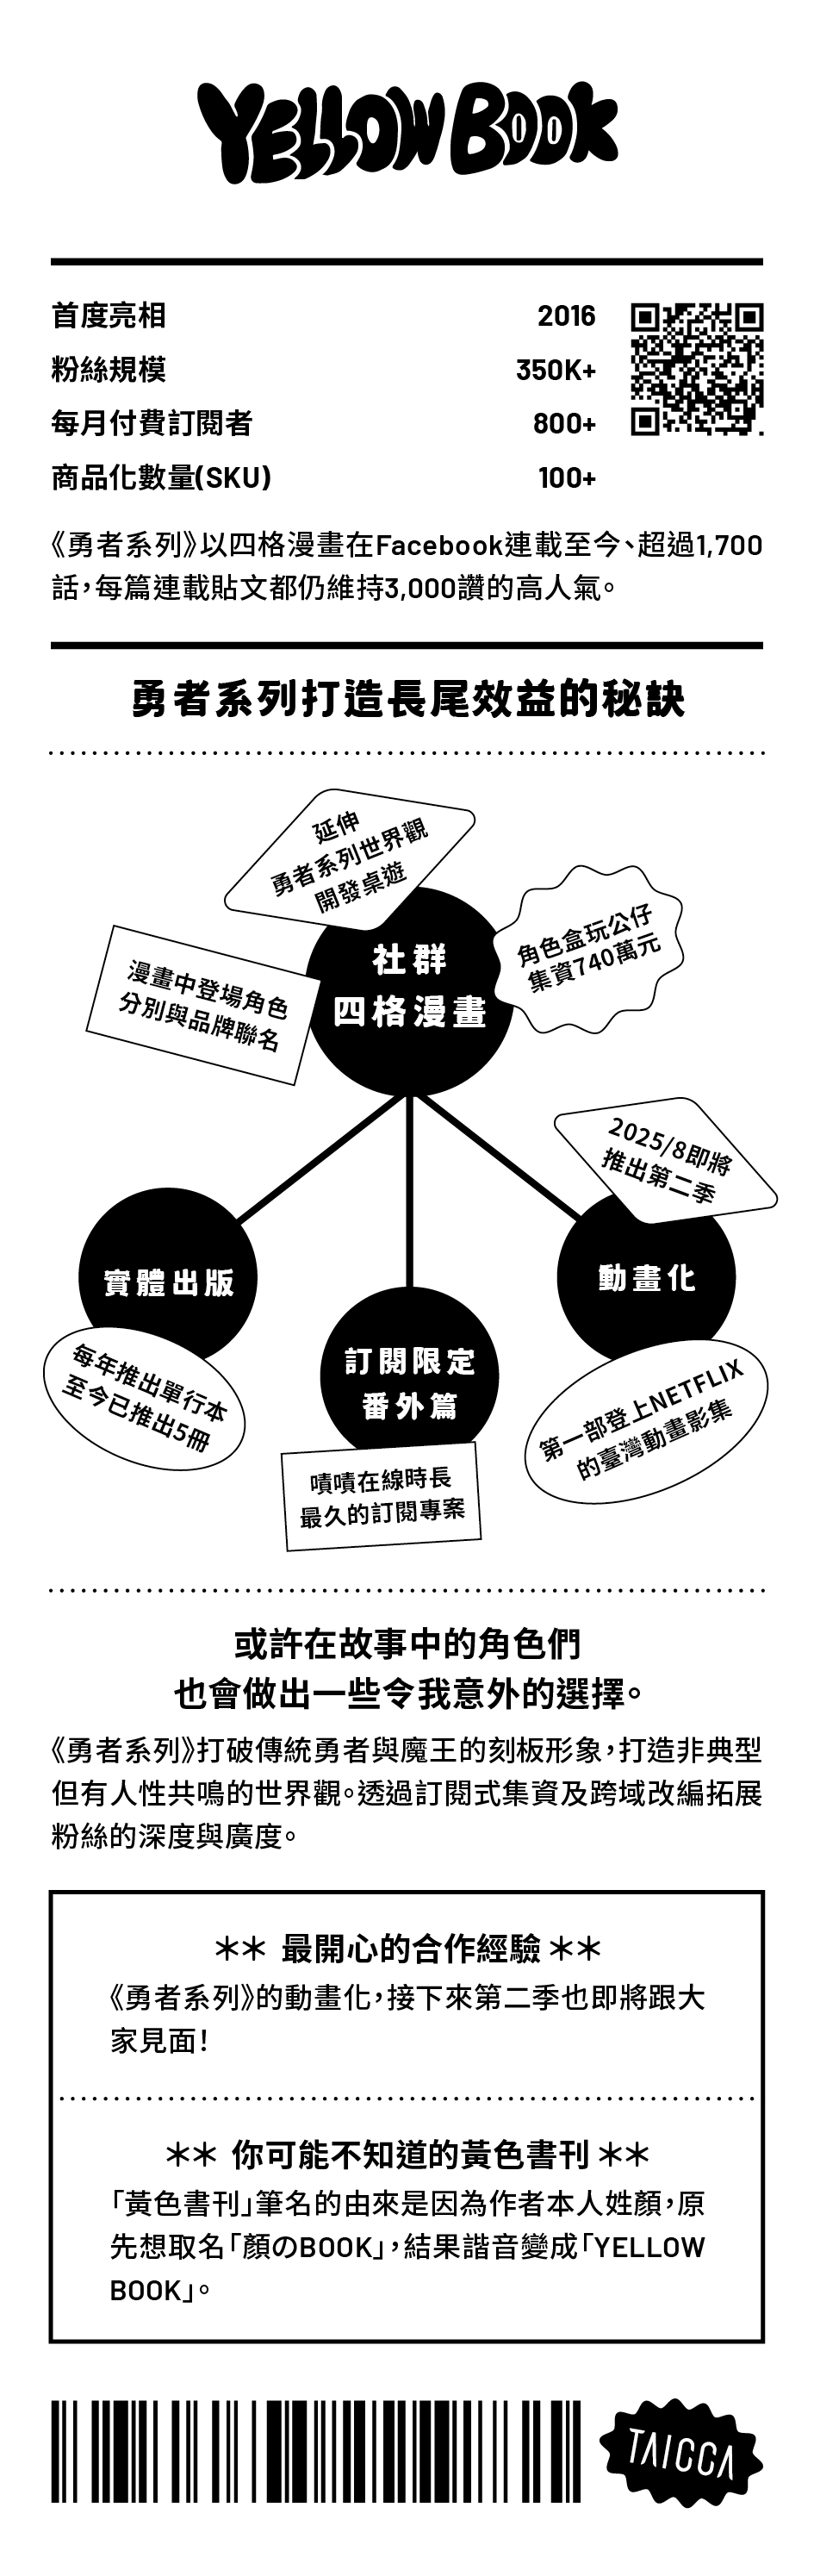 YELLOW BOOK
首度亮相 2016
粉絲規模 350K+
每月付費訂閱者 800+
商品化數量(SKU) 100+
《勇者系列》以四格漫畫在Facebook連載至今、超過1,700
話，每篇連載貼文都仍維持3,000讚的高人氣。
勇者系列打造長尾效益的秘訣
延伸
勇者系列世界觀
開發桌遊
角色盒玩公仔
集資740萬元
漫畫中登場角色
分別與品牌聯名
社群
四格漫畫
2025/8即將
推出第二季
實體出版
動畫化
每年推出單行本
至今已推出5冊
訂閱限定
番外篇
第一部登上NETFLIX
的臺灣動畫影集
嘖嘖在線時長
最久的訂閱專案
或許在故事中的角色們
也會做出一些令我意外的選擇。
《勇者系列》打破傳統勇者與魔王的刻板形象，打造非典型
但有人性共鳴的世界觀。透過訂閱式集資及跨域改編拓展
粉絲的深度與廣度。
＊＊ 最開心的合作經驗 ＊＊
《勇者系列》的動畫化，接下來第二季也即將跟大
家見面！
＊＊ 你可能不知道的黃色書刊 ＊＊
「黃色書刊」筆名的由來是因為作者本人姓顏，原
先想取名「顏のBOOK」，結果諧音變成「YELLOW
BOOK」。
TAICCA